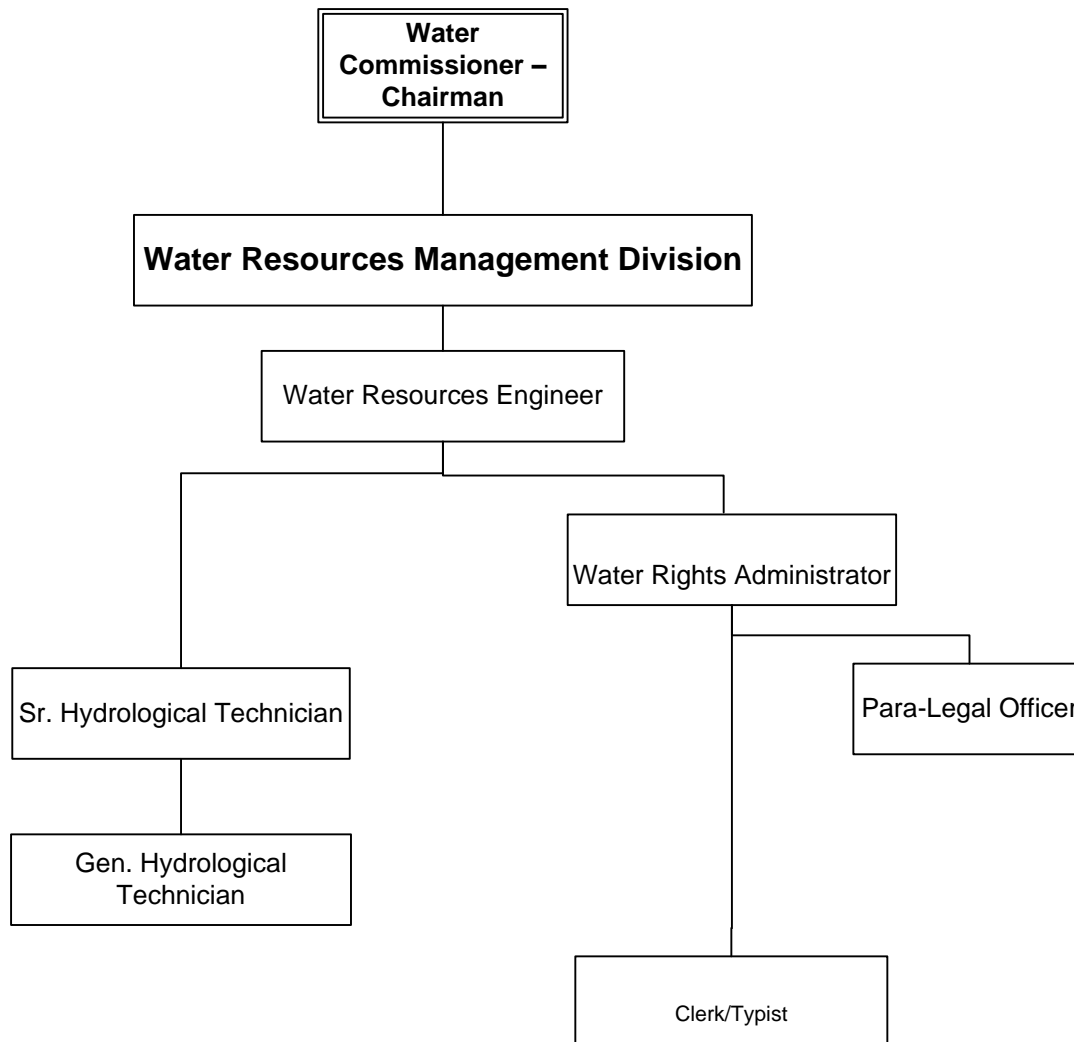 Water
Commissioner –
Chairman
Water Resources Management Division
Water Resources Engineer
Water Rights Administrator
Sr. Hydrological Technician
Para-Legal Officer
Gen. Hydrological
Technician
Clerk/Typist